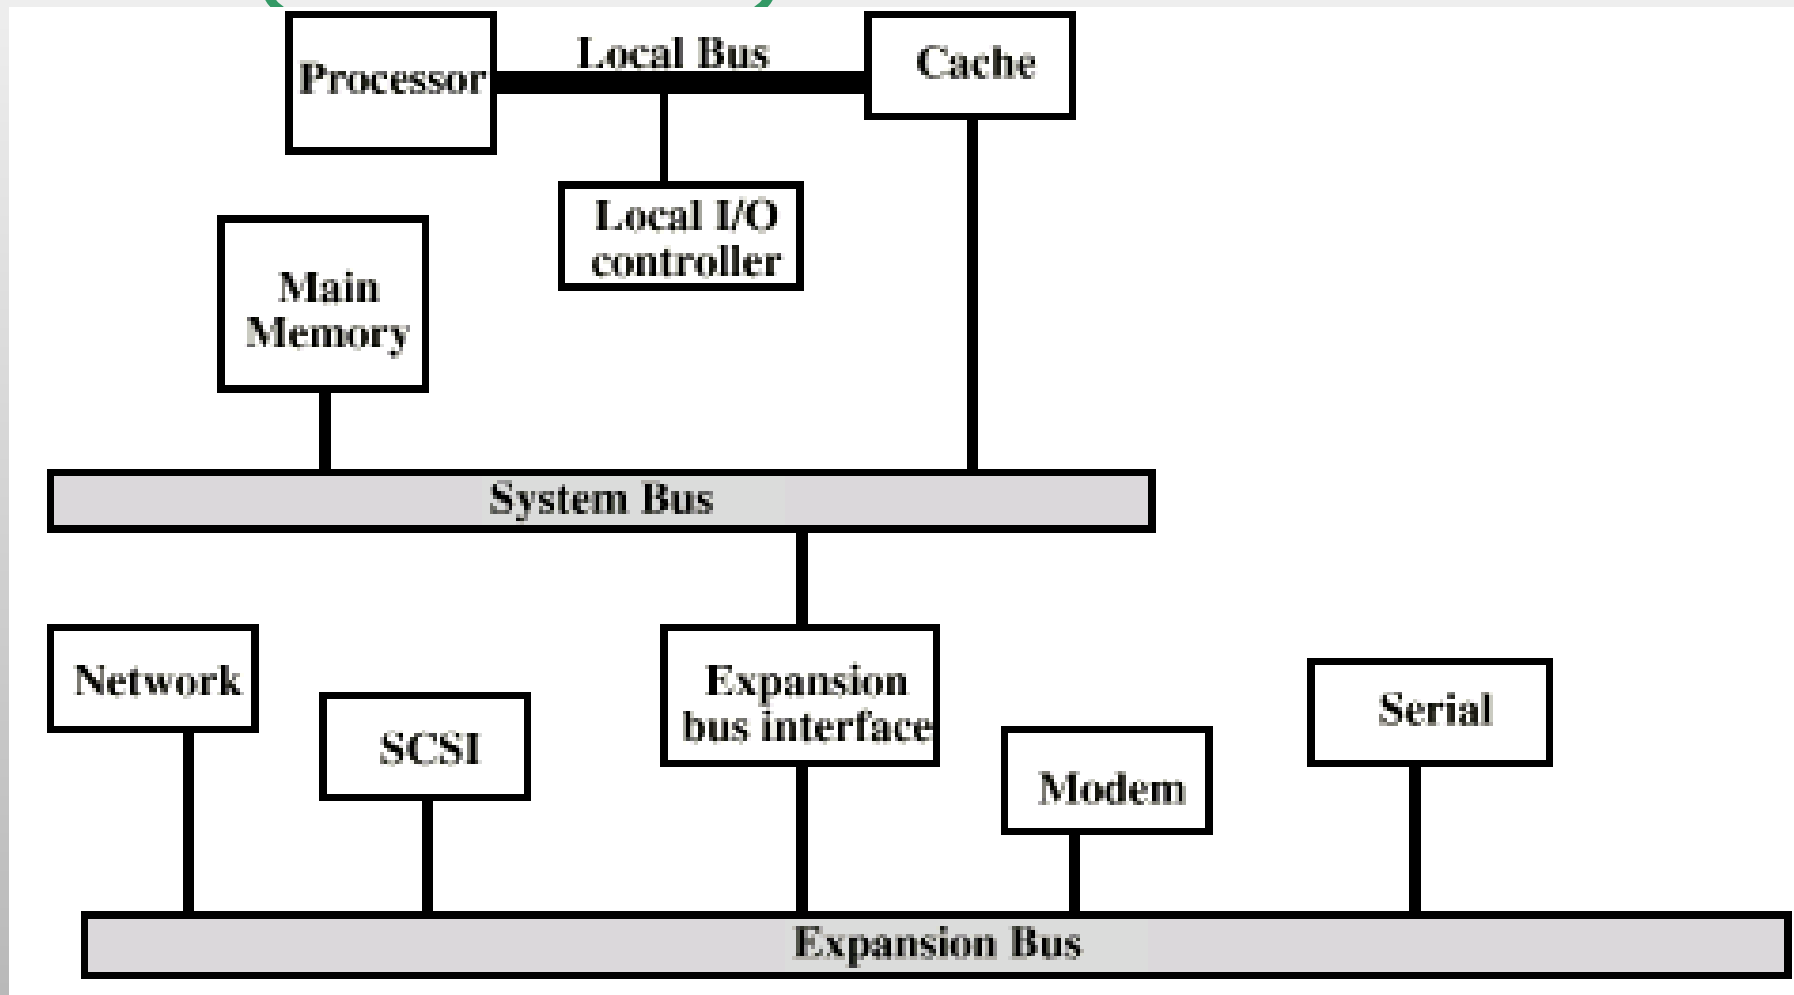 Processor
Local Bus
Cache
Local I/O
controller
Main
Memory
System Bus
Network
SCSI
Expansion
bus interface
Modem
Serial
Expansion Bus